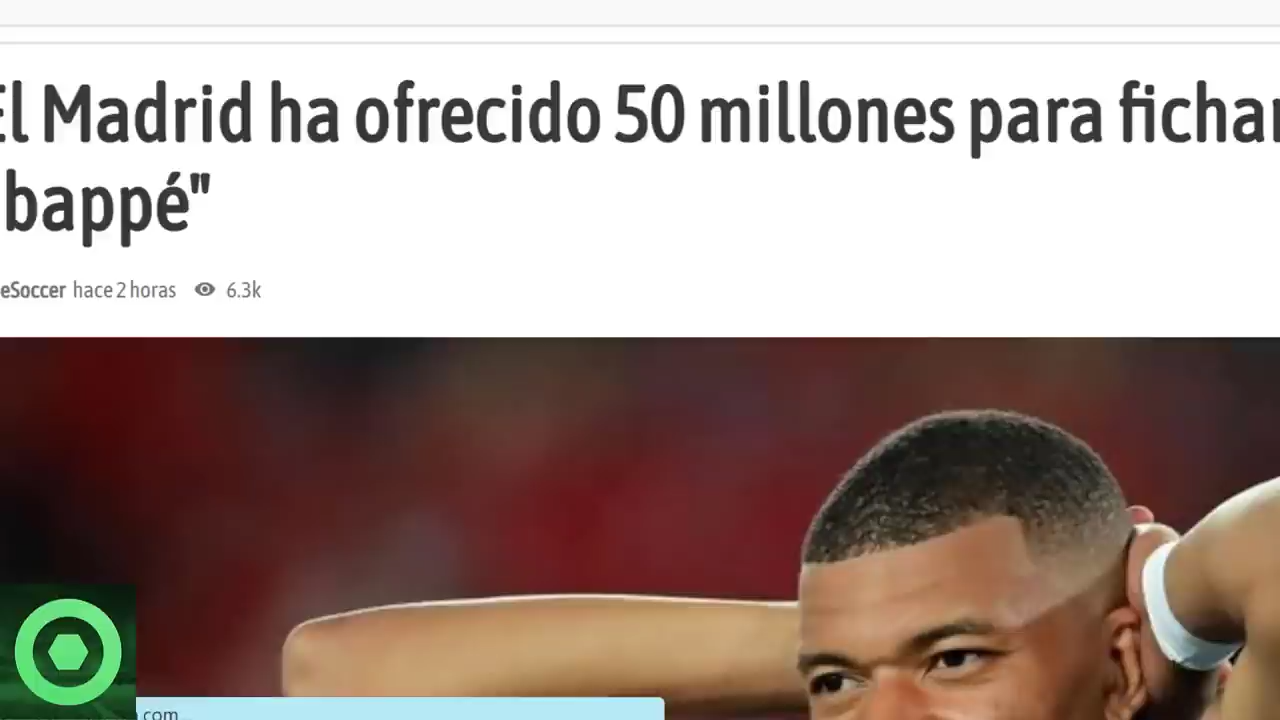 El Madrid ha ofrecido 50 millones para fichar
bappé"
eSoccer hace 2 horas 6.3k
.com